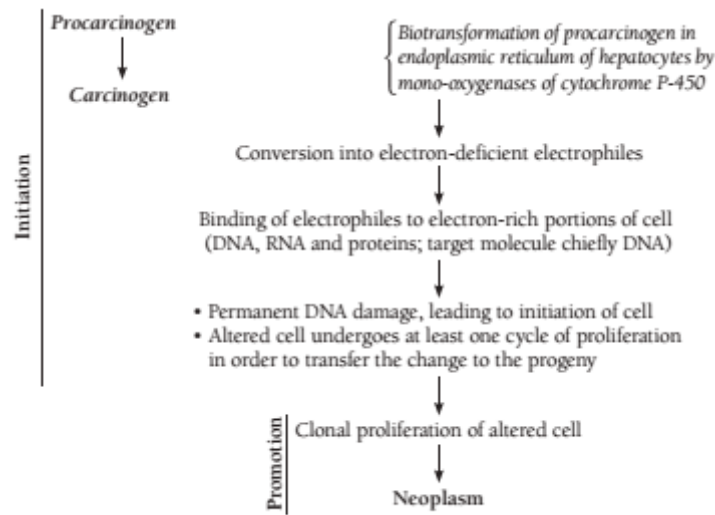 Procarcinogen
Carcinogen
Biotransformation of procarcinogen in
endoplasmic reticulum of hepatocytes by
mono-oxygenases of cytochrome P-450
Conversion into electron-deficient electrophiles
Binding of electrophiles to electron-rich portions of cell
(DNA, RNA and proteins; target molecule chiefly DNA)
• Permanent DNA damage, leading to initiation of cell
• Altered cell undergoes at least one cycle of proliferation
in order to transfer the change to the progeny
Initiation
Clonal proliferation of altered cell
Neoplasm
Promotion